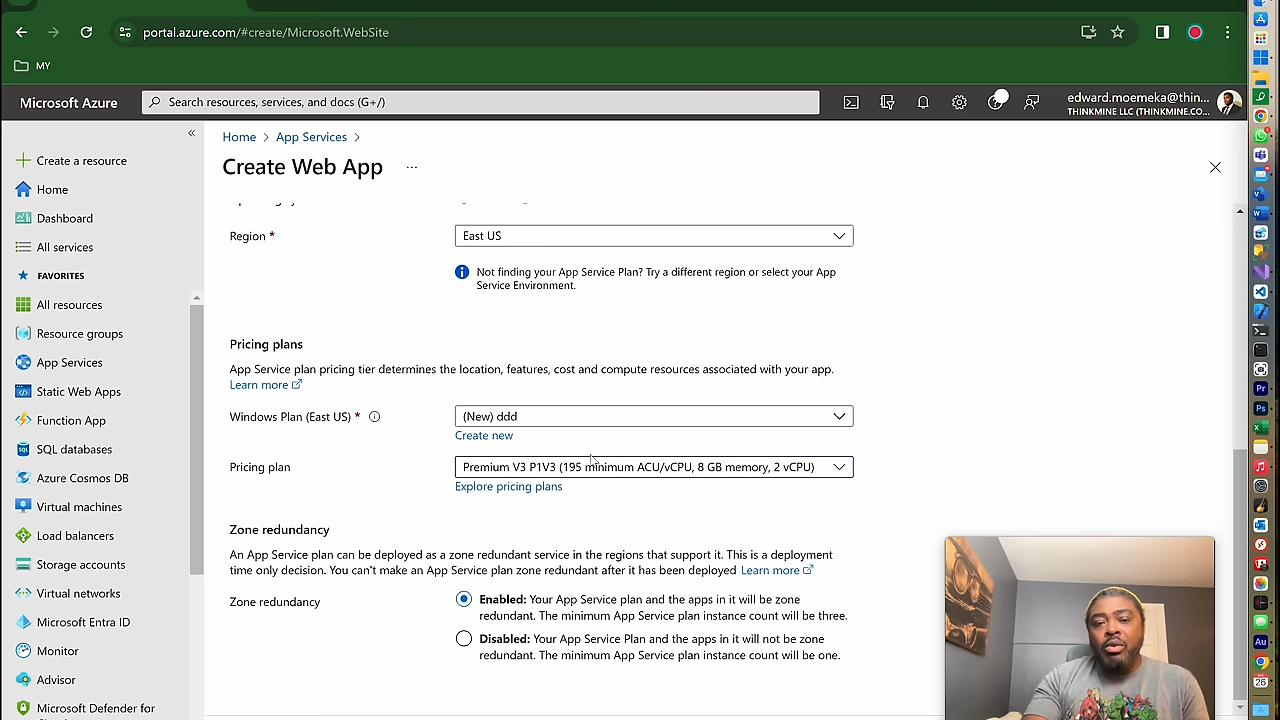 portal.azure.com/#create/Microsoft.WebSite
MY
Microsoft Azure
Search resources, services, and docs (G+/)
edward.moemeka@thin...
THINKMINE LLC (THINKMINE.CO...
Create a resource
Home
Dashboard
All services
FAVORITES
All resources
Resource groups
App Services
Static Web Apps
Function App
SQL databases
Azure Cosmos DB
Virtual machines
Load balancers
Storage accounts
Virtual networks
Microsoft Entra ID
Monitor
Advisor
Microsoft Defender for
Home > App Services >
Create Web App ...
Region *
East US
Not finding your App Service Plan? Try a different region or select your App
Service Environment.
Pricing plans
App Service plan pricing tier determines the location, features, cost and compute resources associated with your app.
Learn more
Windows Plan (East US) *
(New) ddd
Create new
Pricing plan
Premium V3 P1V3 (195 minimum ACU/vCPU, 8 GB memory, 2 vCPU)
Explore pricing plans
Zone redundancy
An App Service plan can be deployed as a zone redundant service in the regions that support it. This is a deployment
time only decision. You can't make an App Service plan zone redundant after it has been deployed Learn more
Zone redundancy
Enabled: Your App Service plan and the apps in it will be zone
redundant. The minimum App Service plan instance count will be three.
Disabled: Your App Service Plan and the apps in it will not be zone
redundant. The minimum App Service plan instance count will be one.